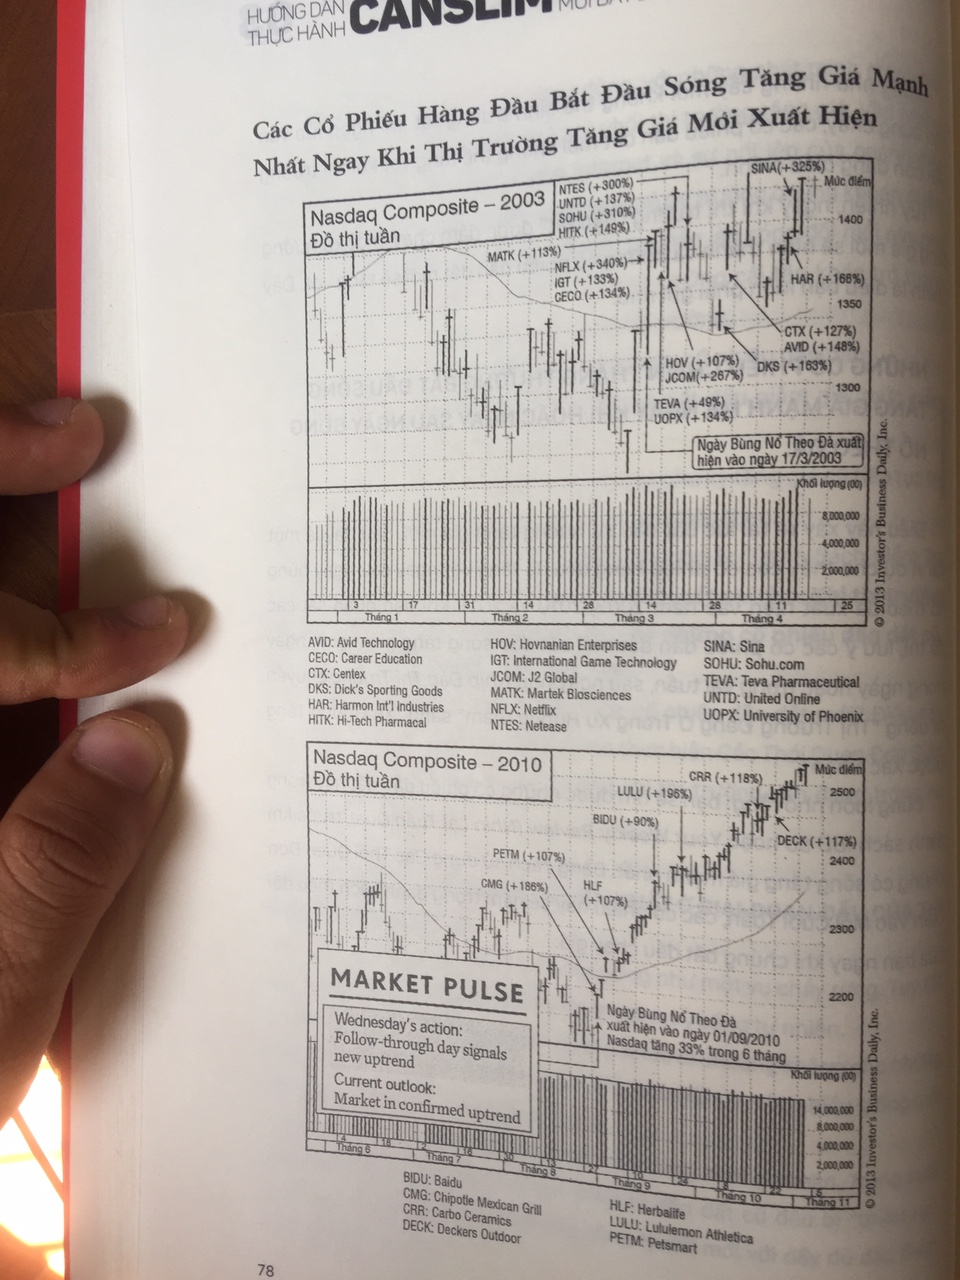 HƯỚNG DẪN
THỰC HÀNH CANSLIM
Các Cổ Phiếu Hàng Đầu Bắt Đầu Sóng Tăng Giá Mạnh
Nhất Ngay Khi Thị Trường Tăng Giá Mới Xuất Hiện
Nasdaq Composite – 2003
Đồ thị tuần
NTES (+300%)
UNTD (+137%)
SOHU (+310%)
HITK (+149%)
SINA(+325%)
Mức điểm
1400
MATK (+113%)
NFLX (+340%)
IGT (+133%)
CECO (+134%)
HAR (+166%)
1350
CTX (+127%)
AVID (+148%)
HOV (+107%)
JCOM(+267%)
DKS (+163%)
1300
TEVA (+49%)
UOPX (+134%)
Ngày Bùng Nổ Theo Đà xuất
hiện vào ngày 17/3/2003
Khối lượng (00)
8,000,000
4,000,000
2,000,000
3 17 31 14 28 14 28 11 25
Tháng 1 Tháng 2 Tháng 3 Tháng 4
© 2013 Investor's Business Daily, Inc.
AVID: Avid Technology
CECO: Career Education
CTX: Centex
DKS: Dick's Sporting Goods
HAR: Harmon Int'l Industries
HITK: Hi-Tech Pharmacal
HOV: Hovnanian Enterprises
IGT: International Game Technology
JCOM: J2 Global
MATK: Martek Biosciences
NFLX: Netflix
NTES: Netease
SINA: Sina
SOHU: Sohu.com
TEVA: Teva Pharmaceutical
UNTD: United Online
UOPX: University of Phoenix
Nasdaq Composite – 2010
Đồ thị tuần
CRR (+118%)
Mức điểm
2500
LULU (+196%)
BIDU (+90%)
DECK (+117%)
2400
PETM (+107%)
CMG (+186%)
HLF
(+107%)
2300
2200
MARKET PULSE
Wednesday's action:
Follow-through day signals
new uptrend
Current outlook:
Market in confirmed uptrend
Ngày Bùng Nổ Theo Đà
xuất hiện vào ngày 01/09/2010
Nasdaq tăng 33% trong 6 tháng
Khối lượng (00)
14,000,000
8,000,000
4,000,000
2,000,000
Tháng 6 Tháng 7 Tháng 8 Tháng 9 Tháng 10 Tháng 11
© 2013 Investor's Business Daily, Inc.
BIDU: Baidu
CMG: Chipotle Mexican Grill
CRR: Carbo Ceramics
DECK: Deckers Outdoor
HLF: Herbalife
LULU: Lululemon Athletica
PETM: Petsmart
78